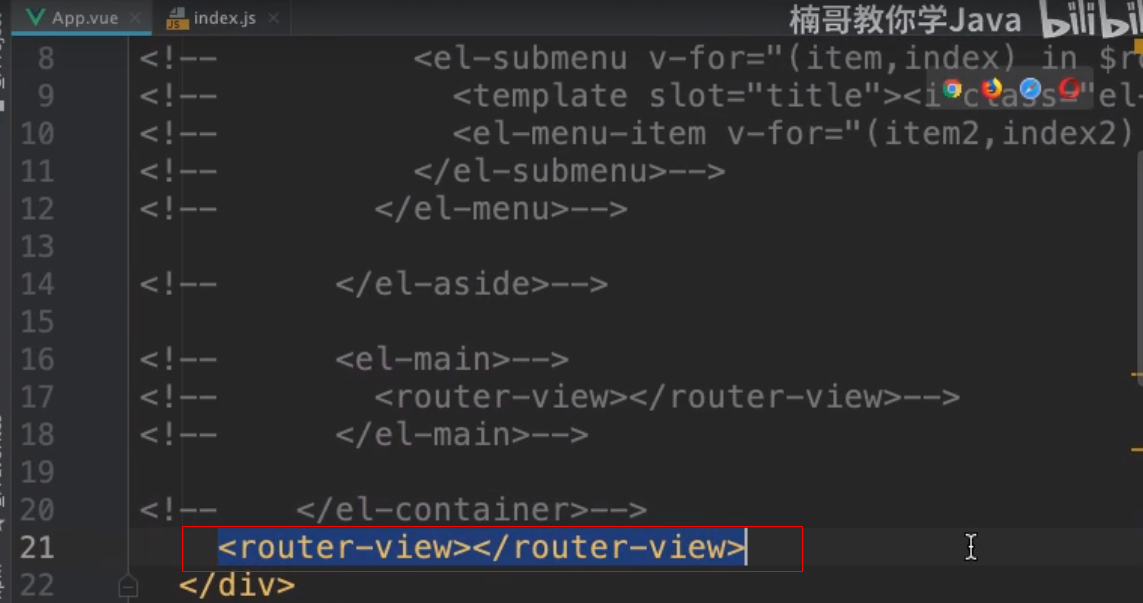 App.vue index.js 楠哥教你学Java bilibi
8 <!-- <el-submenu v-for="(item,index) in $r
9 <!-- <template slot="title"><i class="el-
10 <!-- <el-menu-item v-for="(item2,index2)
11 <!-- </el-submenu>-->
12 <!-- </el-menu>-->
13
14 <!-- </el-aside>-->
15
16 <!-- <el-main>-->
17 <!-- <router-view></router-view>-->
18 <!-- </el-main>-->
19
20 <!-- </el-container>-->
21 <router-view></router-view>
22 </div>